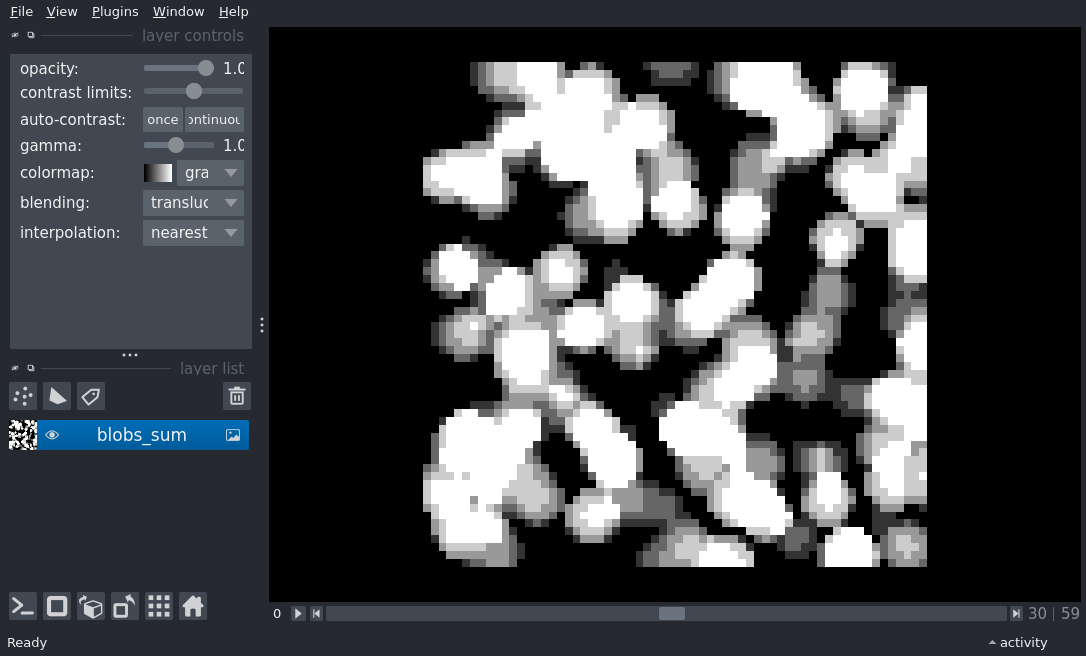 File View Plugins Window Help
layer controls
opacity: 1.0
contrast limits:
auto-contrast: once ontinuou
gamma: 1.0
colormap: gra
blending: transluc
interpolation: nearest
layer list
blobs_sum
0 30 | 59
Ready activity